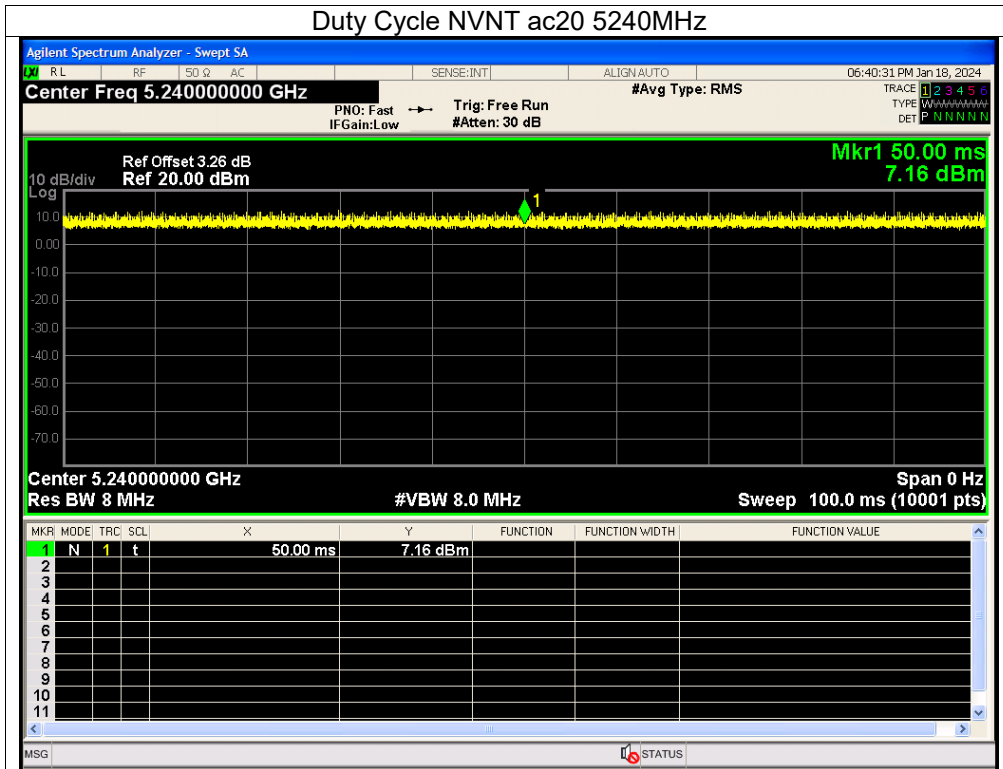 Duty Cycle NVNT ac20 5240MHz
Agilent Spectrum Analyzer - Swept SA
LXI RL RF 50 Ω AC SENSE:INT ALIGN AUTO 06:40:31 PM Jan 18, 2024
Center Freq 5.240000000 GHz #Avg Type: RMS TRACE 1 2 3 4 5 6
PNO: Fast Trig: Free Run TYPE WWWWWW
IFGain:Low #Atten: 30 dB DET P N N N N N
Mkr1 50.00 ms
Ref Offset 3.26 dB
10 dB/div Ref 20.00 dBm 7.16 dBm
Log
1
10.0
0.00
-10.0
-20.0
-30.0
-40.0
-50.0
-60.0
-70.0
Center 5.240000000 GHz Span 0 Hz
Res BW 8 MHz #VBW 8.0 MHz Sweep 100.0 ms (10001 pts)
MKR MODE TRC SCL X Y FUNCTION FUNCTION WIDTH FUNCTION VALUE
1 N 1 t 50.00 ms 7.16 dBm
2
3
4
5
6
7
8
9
10
11
MSG STATUS